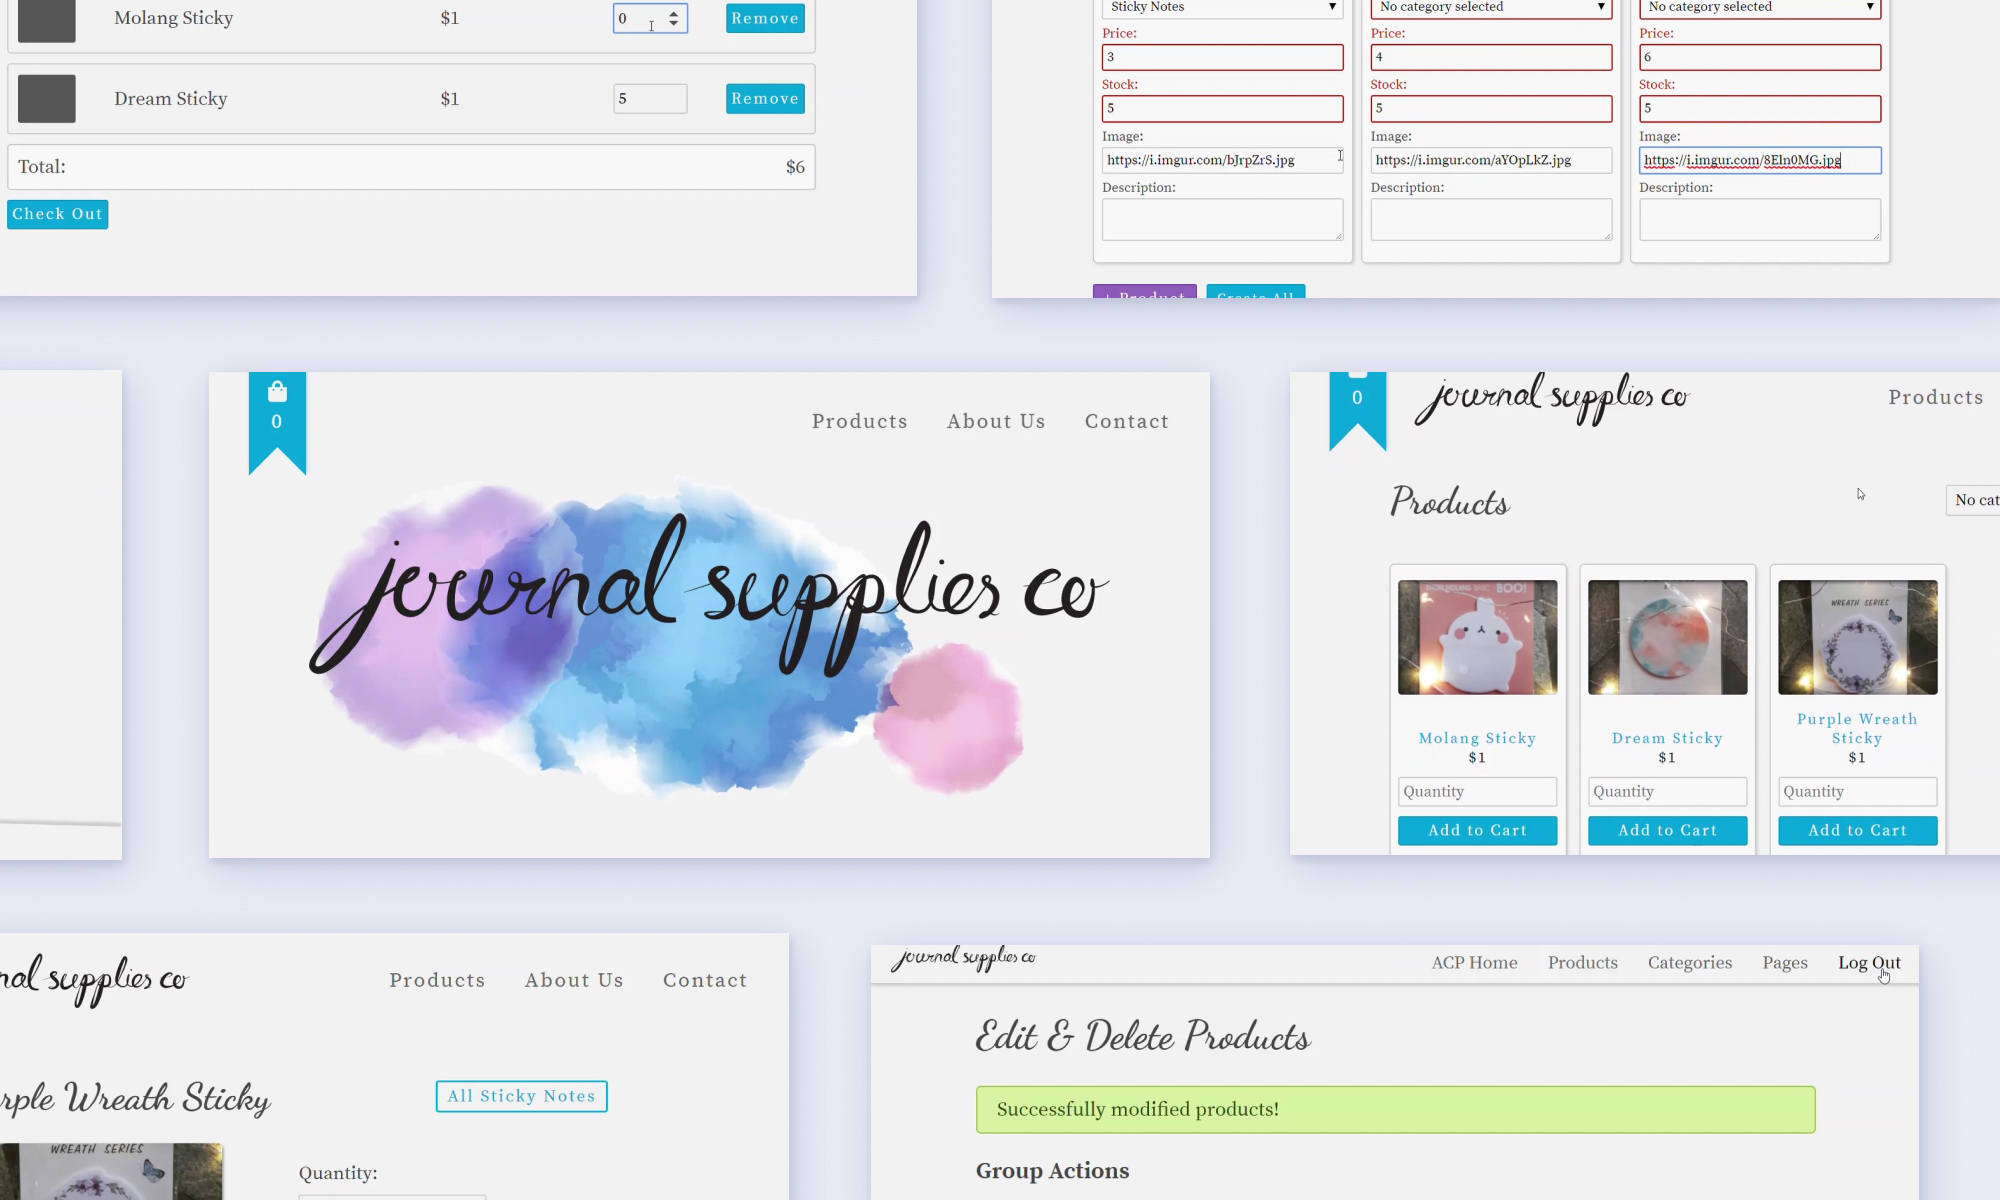 Molang Sticky $1 0 Remove
Dream Sticky $1 5 Remove
Total: $6
Check Out
Sticky Notes
Price:
3
Stock:
5
Image:
https://i.imgur.com/bJrpZrS.jpg
Description:
No category selected
Price:
4
Stock:
5
Image:
https://i.imgur.com/aYOpLkZ.jpg
Description:
No category selected
Price:
6
Stock:
5
Image:
https://i.imgur.com/8Eln0MG.jpg
Description:
+ Product Create All
0
Products About Us Contact
journal supplies co
0
journal supplies co
Products
Products
No cat
BOO!
Molang Sticky
$1
Quantity
Add to Cart
Dream Sticky
$1
Quantity
Add to Cart
WREATH SERIES
Purple Wreath
Sticky
$1
Quantity
Add to Cart
nal supplies co
Products About Us Contact
rple Wreath Sticky
All Sticky Notes
WREATH SERIES
Quantity:
journal supplies co
ACP Home Products Categories Pages Log Out
Edit & Delete Products
Successfully modified products!
Group Actions